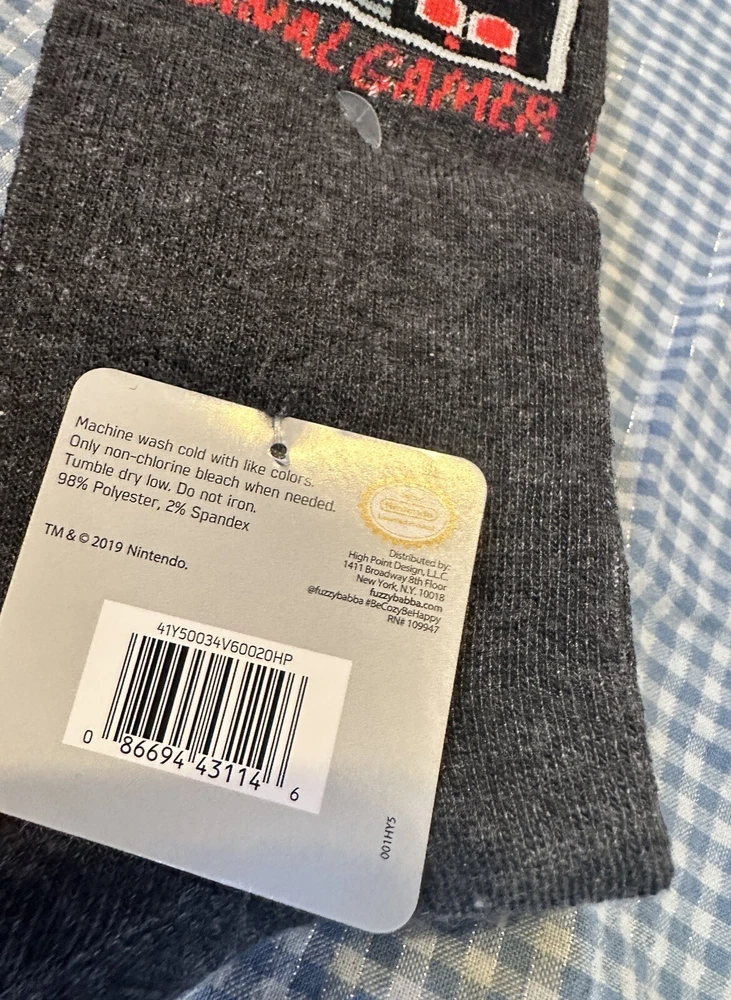 GAMER
Machine wash cold with like colors.
Only non-chlorine bleach when needed.
Tumble dry low. Do not iron.
98% Polyester, 2% Spandex
TM & © 2019 Nintendo.
Nintendo
Distributed by:
High Point Design, L.L.C.
1411 Broadway 8th Floor
New York, N.Y. 10018
fuzzybabba.com
@fuzzybabba #BeCozyBeHappy
RN# 109947
41Y50034V60020HP
0 86694 43114 6
001HY5